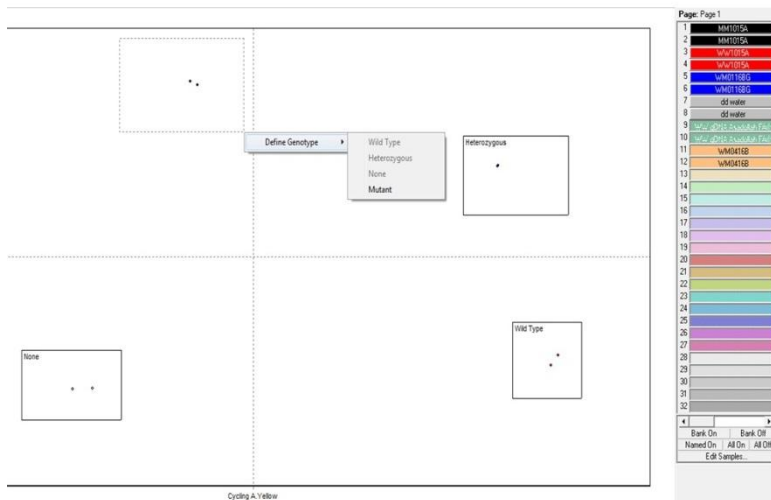 Page: Page 1
Define Genotype
Wild Type
Heterozygous
None
Mutant
Heterozygous
None
Wild Type
Cycling A.Yellow
1 MM1015A
2 MM1015A
3 WW1015A
4 WW1015A
5 WM0116BG
6 WM0116BG
7 dd water
8 dd water
9
10
11 WM0416B
12 WM0416B
13
14
15
16
17
18
19
20
21
22
23
24
25
26
27
28
29
30
31
32
Bank On Bank Off
Named On All On All Off
Edit Samples...